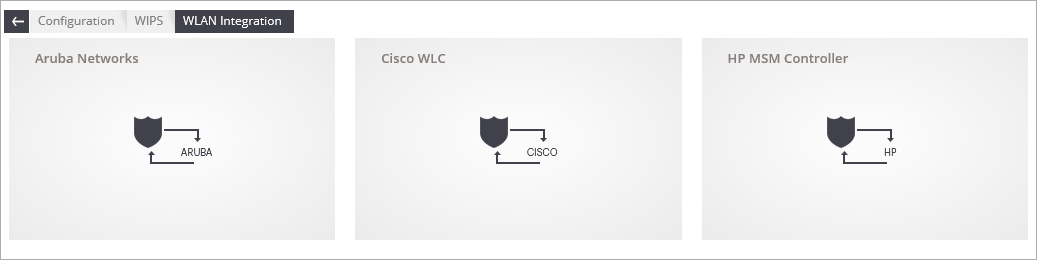 Configuration WIPS WLAN Integration
Aruba Networks Cisco WLC HP MSM Controller
ARUBA CISCO HP